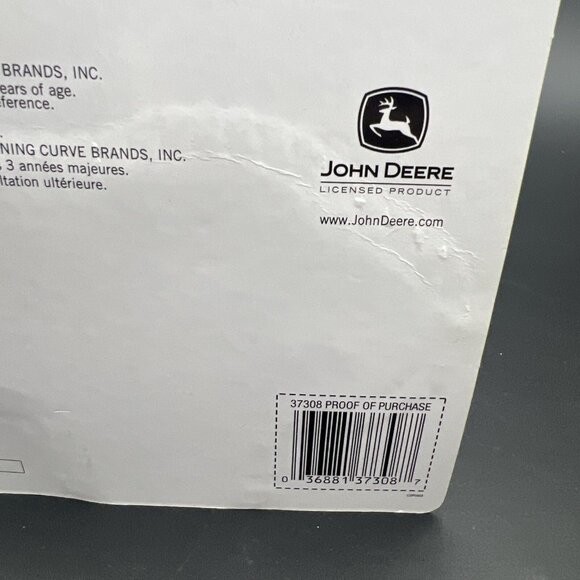 BRANDS, INC.
ears of age.
eference.
NING CURVE BRANDS, INC.
3 années majeures.
ltation ultérieure.
JOHN DEERE
LICENSED PRODUCT
www.JohnDeere.com
37308 PROOF OF PURCHASE
0 36881 37308 7